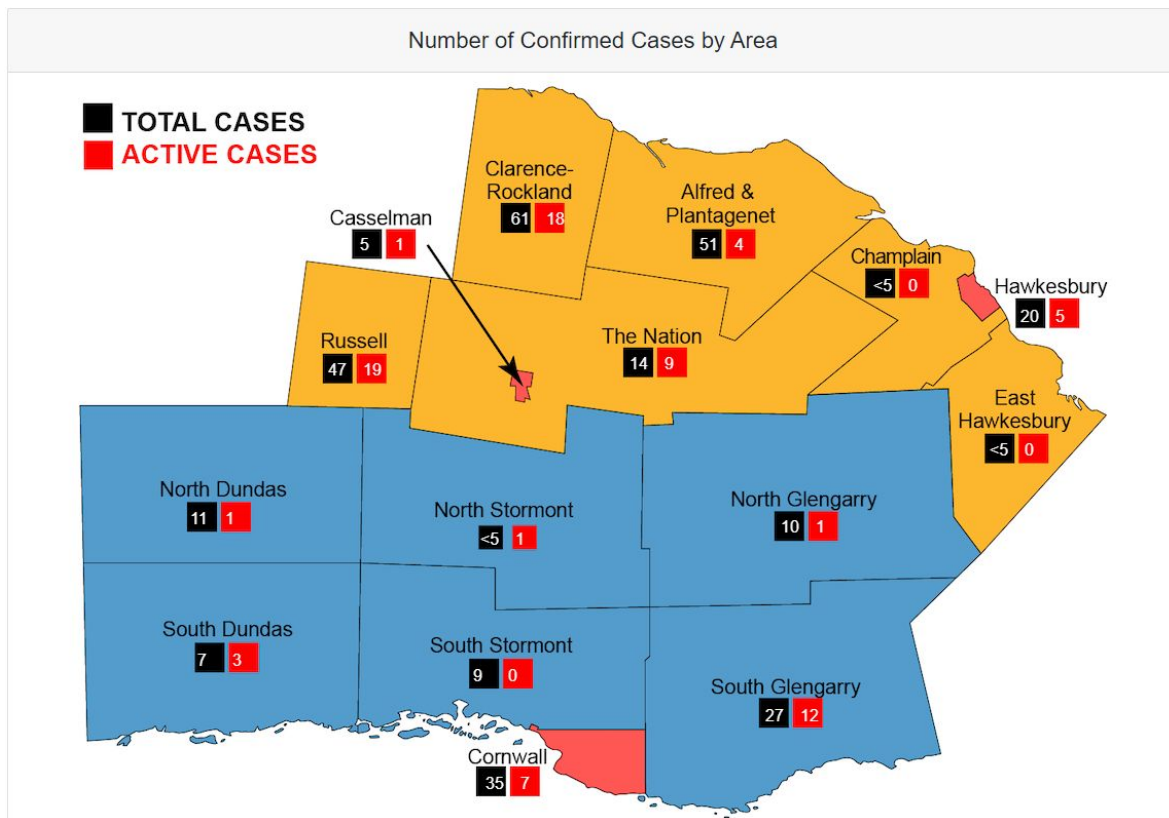 Number of Confirmed Cases by Area
TOTAL CASES
ACTIVE CASES
Clarence-
Rockland
61 18
Alfred &
Plantagenet
51 4
Casselman
5 1
Champlain
<5 0
Hawkesbury
20 5
Russell
47 19
The Nation
14 9
East
Hawkesbury
<5 0
North Dundas
11 1
North Stormont
<5 1
North Glengarry
10 1
South Dundas
7 3
South Stormont
9 0
South Glengarry
27 12
Cornwall
35 7